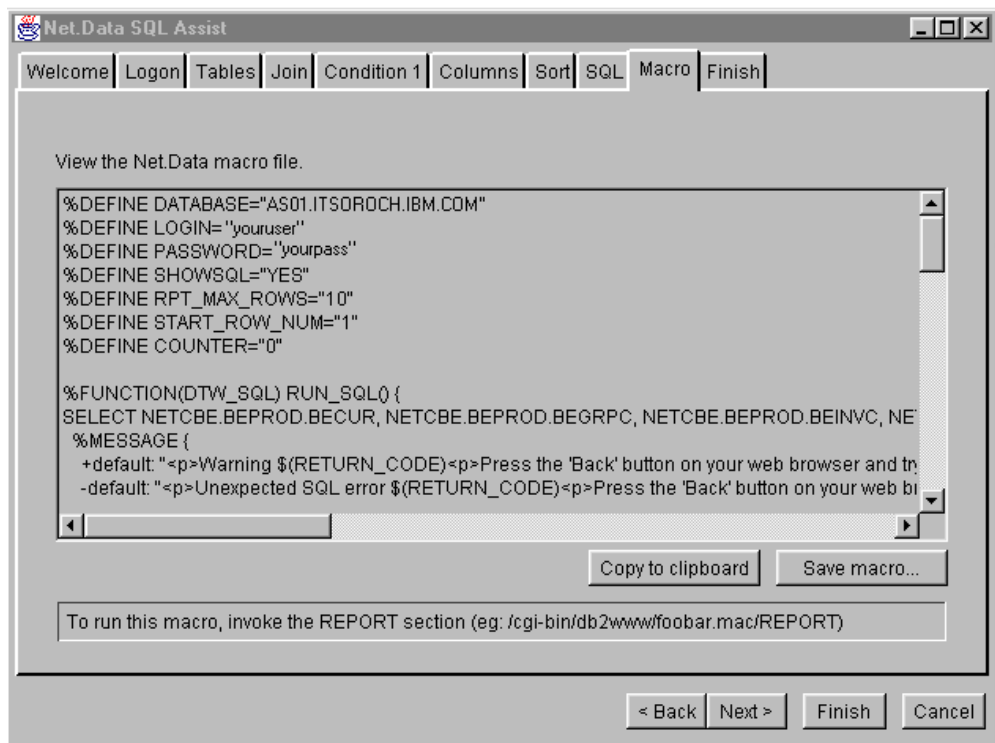 Net.Data SQL Assist
Welcome Logon Tables Join Condition 1 Columns Sort SQL Macro Finish
View the Net.Data macro file.
%DEFINE DATABASE="AS01.ITSOROCH.IBM.COM"
%DEFINE LOGIN="youruser"
%DEFINE PASSWORD="yourpass"
%DEFINE SHOWSQL="YES"
%DEFINE RPT_MAX_ROWS="10"
%DEFINE START_ROW_NUM="1"
%DEFINE COUNTER="0"
%FUNCTION(DTW_SQL) RUN_SQL() {
SELECT NETCBE.BEPROD.BECUR, NETCBE.BEPROD.BEGRPC, NETCBE.BEPROD.BEINVC, NE
%MESSAGE {
+default: "<p>Warning $(RETURN_CODE)<p>Press the 'Back' button on your web browser and try
-default: "<p>Unexpected SQL error $(RETURN_CODE)<p>Press the 'Back' button on your web
Copy to clipboard Save macro...
To run this macro, invoke the REPORT section (eg: /cgi-bin/db2www/foobar.mac/REPORT)
< Back Next > Finish Cancel